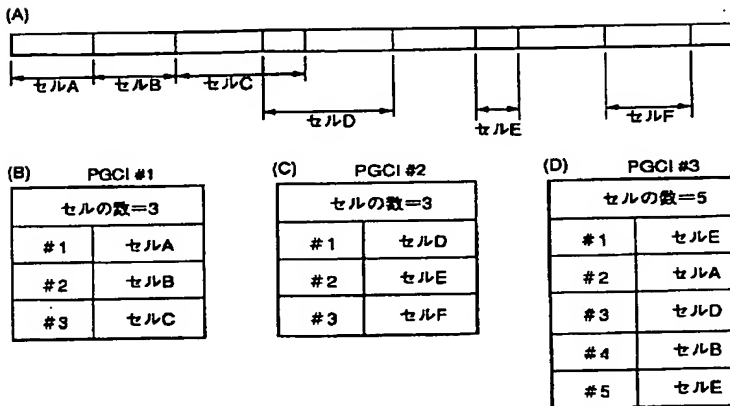 (A)
セルA
セルB
セルC
セルD
セルE
セルF
(B) PGCI #1
セルの数=3
#1 セルA
#2 セルB
#3 セルC
(C) PGCI #2
セルの数=3
#1 セルD
#2 セルE
#3 セルF
(D) PGCI #3
セルの数=5
#1 セルE
#2 セルA
#3 セルD
#4 セルB
#5 セルE